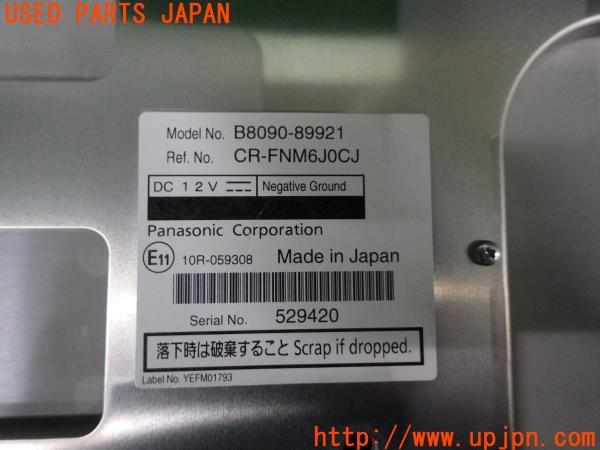 USED PARTS JAPAN
Model No. B8090-89921
Ref. No. CR-FNM6J0CJ
DC 12V Negative Ground
Panasonic Corporation
E11 10R-059308 Made in Japan
Serial No. 529420
落下時は破棄すること Scrap if dropped.
Label No. YEFM01793
http://www.upjpn.com/